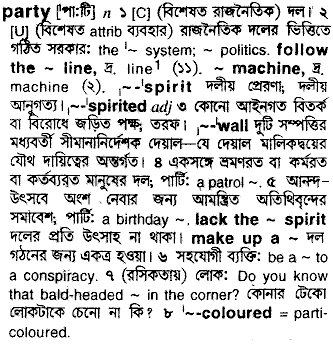 party [পা:টি] n ১ [C] (বিশেষত রাজনৈতিক) দল। ২
[U] (বিশেষত attrib ব্যবহার) রাজনৈতিক দলের ভিত্তিতে
গঠিত সরকার: the '~ system; ~ politics. follow
the ~ line, দ্র. line¹ (১১). ~ machine, দ্র.
machine (২). ,~-'spirit দলীয় প্রেরণা; দলীয়
আনুগত্য। ,~-'spirited adj ৩ কোনো আইনগত বিতর্ক
বা বিরোধে জড়িত পক্ষ; তরফ। ,~-'wall দুটি সম্পত্তির
মধ্যবর্তী সীমানানির্দেশক দেয়াল—যে দেয়াল মালিকদ্বয়ের
যৌথ দায়িত্বের অন্তর্গত। ৪ একসঙ্গে ভ্রমণরত বা কর্মরত
বা কর্তব্যরত মানুষের দল; পার্টি: a patrol ~. ৫ আনন্দ-
উৎসবে অংশ নেবার জন্য আমন্ত্রিত অতিথিবৃন্দের
সমাবেশ; পার্টি: a birthday ~. lack the ~ spirit
দলের প্রতি উৎসাহ না থাকা। make up a ~ দল
গঠনের জন্য একত্র হওয়া। ৬ সহযোগী ব্যক্তি: be a ~ to
a conspiracy. ৭ (রসিকতায়) লোক: Do you know
that bald-headed ~ in the corner? কোনার টেকো
লোকটাকে চেনো না কি? ৮ '~-coloured = parti-
coloured.